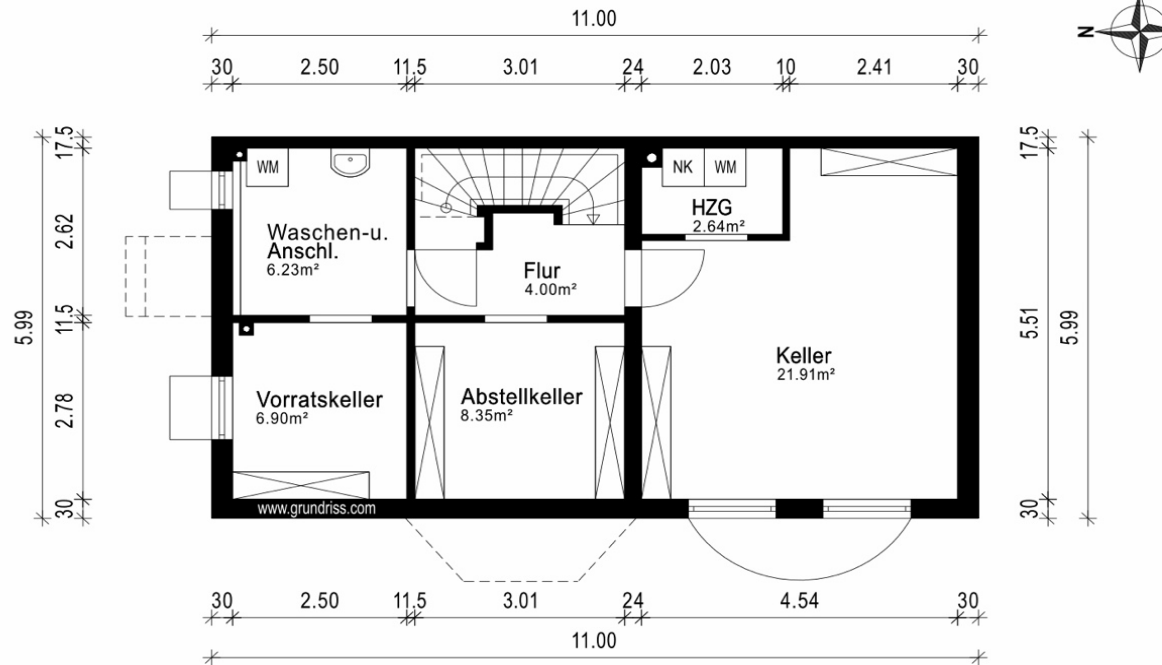 11.00
30 2.50 11.5 3.01 24 2.03 10 2.41 30
N
17.5
2.62
11.5
2.78
30
5.99
17.5
5.51
30
5.99
WM
Waschen-u.
Anschl.
6.23m²
Flur
4.00m²
NK WM
HZG
2.64m²
Keller
21.91m²
Vorratskeller
6.90m²
Abstellkeller
8.35m²
www.grundriss.com
30 2.50 11.5 3.01 24 4.54 30
11.00